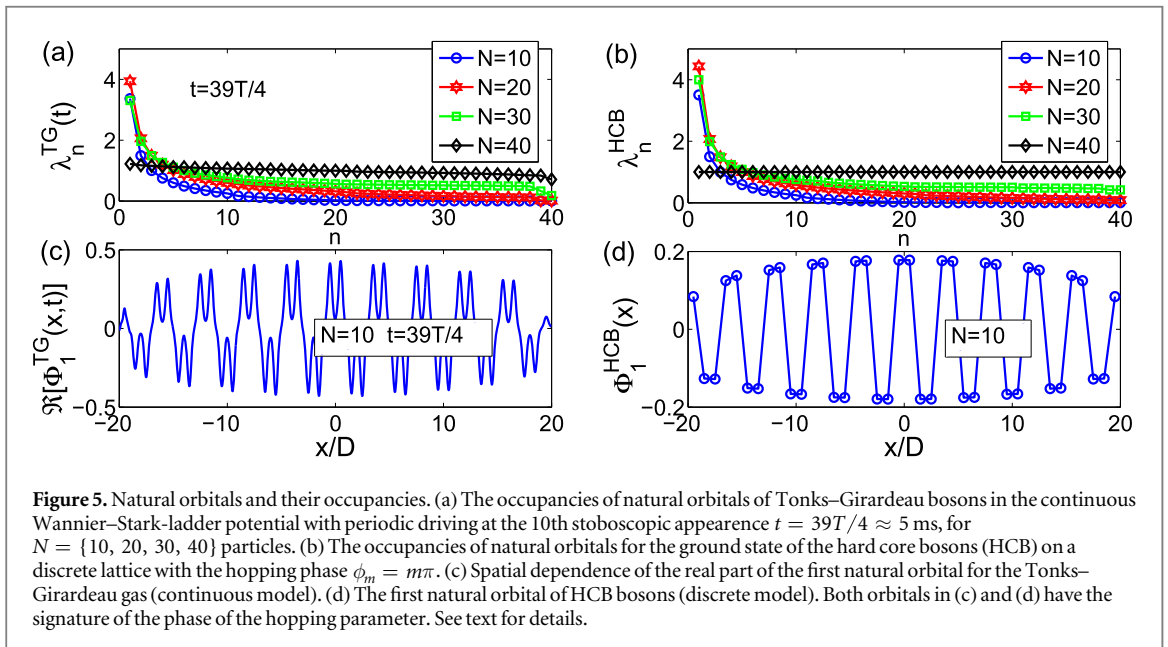 (a)
λ_n^TG(t)
4
2
0
t=39T/4
N=10
N=20
N=30
N=40
0 10 20 30 40
n
(b)
λ_n^HCB
4
2
0
N=10
N=20
N=30
N=40
0 10 20 30 40
n
(c)
ℜ[Φ_1^TG(x,t)]
0.5
0
−0.5
N=10 t=39T/4
−20 −10 0 10 20
x/D
(d)
Φ_1^HCB(x)
0.2
0
−0.2
N=10
−20 −10 0 10 20
x/D
Figure 5. Natural orbitals and their occupancies. (a) The occupancies of natural orbitals of Tonks–Girardeau bosons in the continuous
Wannier–Stark-ladder potential with periodic driving at the 10th stoboscopic appearence t = 39T/4 ≈ 5 ms, for
N = {10, 20, 30, 40} particles. (b) The occupancies of natural orbitals for the ground state of the hard core bosons (HCB) on a
discrete lattice with the hopping phase ϕ_m = mπ. (c) Spatial dependence of the real part of the first natural orbital for the Tonks–
Girardeau gas (continuous model). (d) The first natural orbital of HCB bosons (discrete model). Both orbitals in (c) and (d) have the
signature of the phase of the hopping parameter. See text for details.